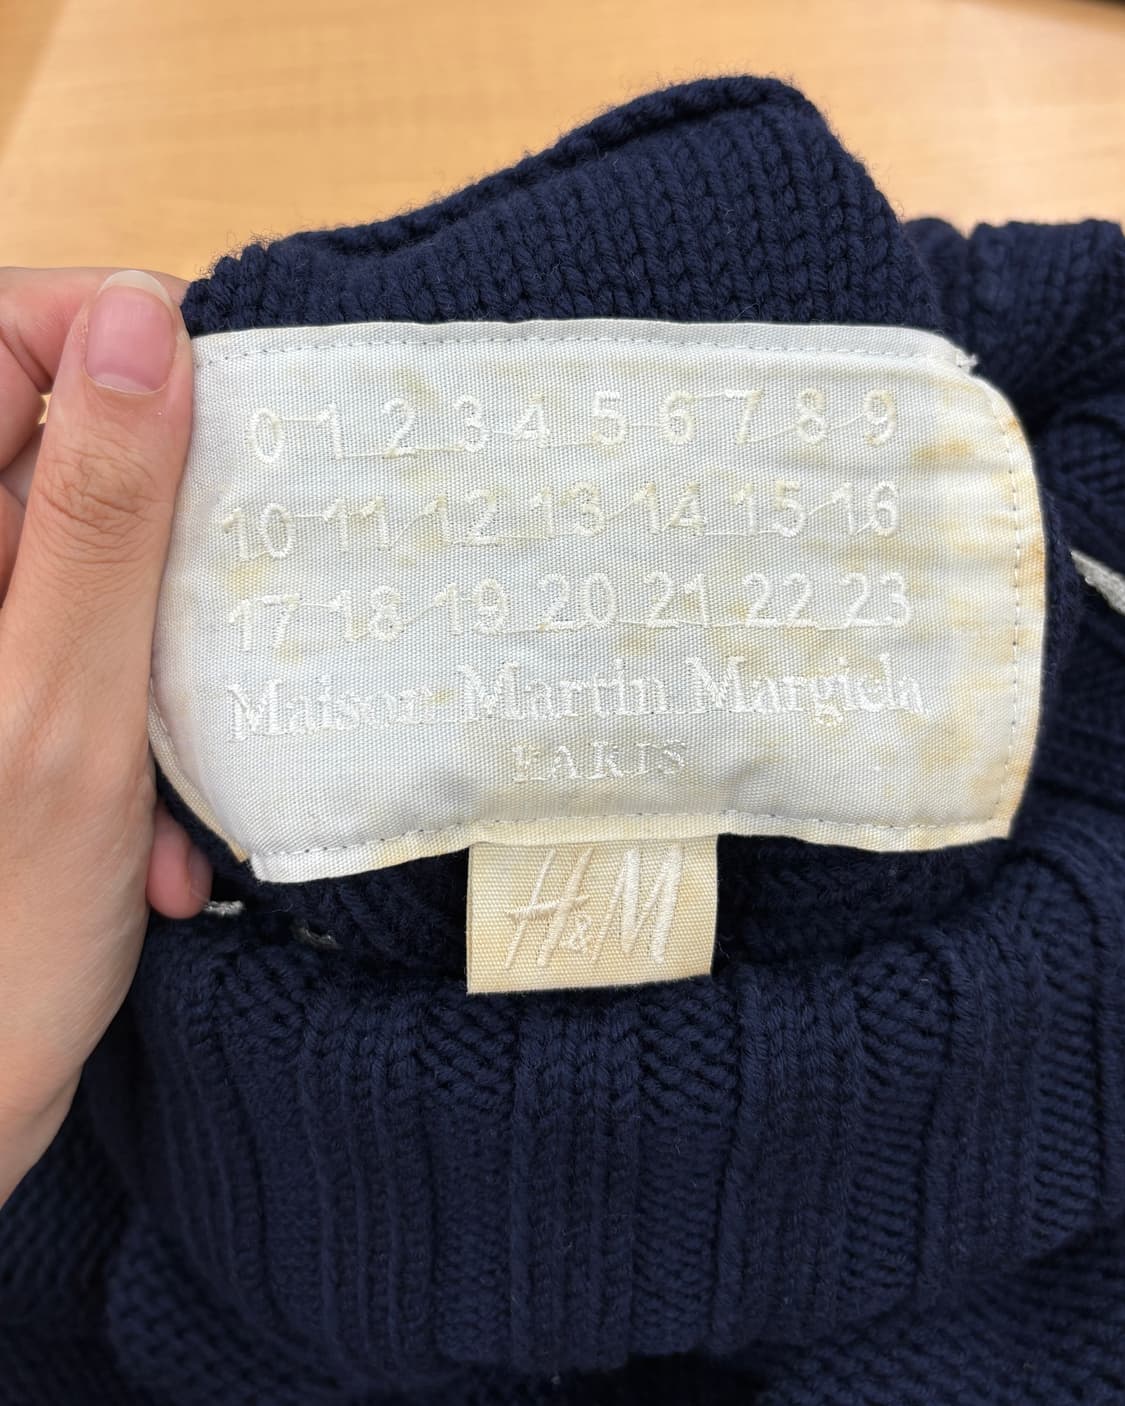 0 1 2 3 4 5 6 7 8 9
10 11 12 13 14 15 16
17 18 19 20 21 22 23
Maison Martin Margiela
PARIS
H&M